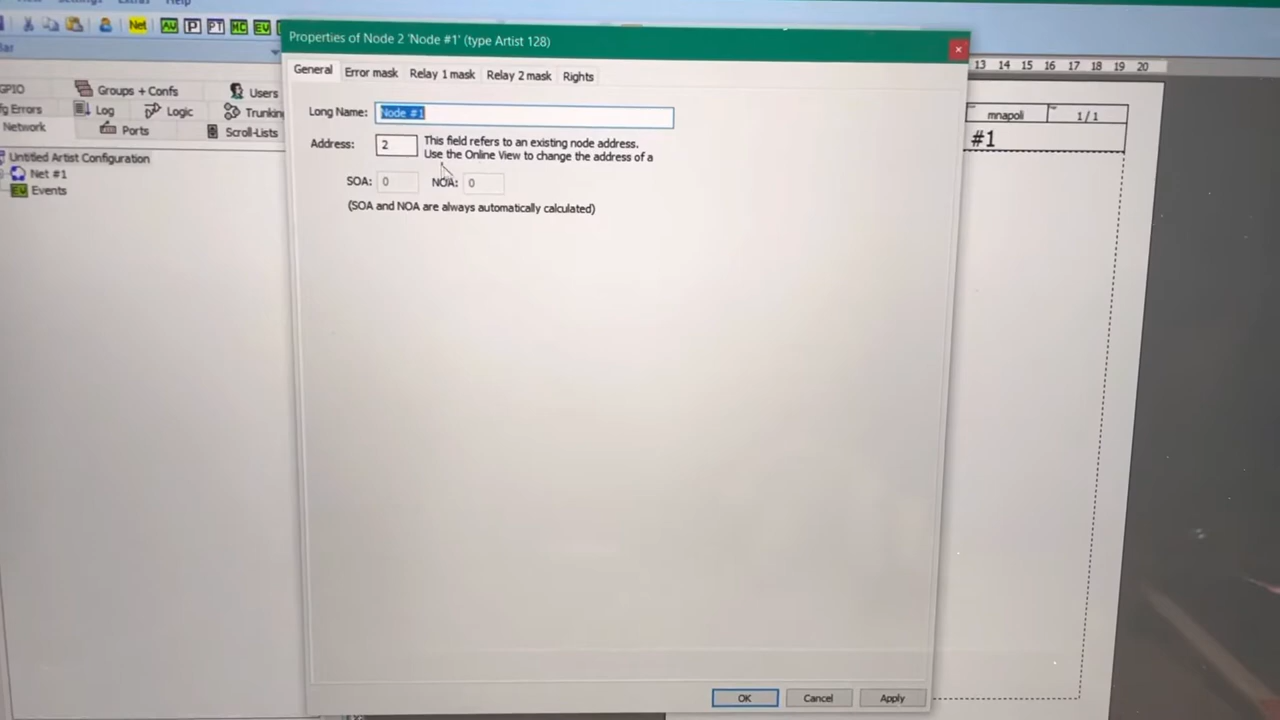 Help
Net
PT
Properties of Node 2 'Node #1' (type Artist 128)
General Error mask Relay 1 mask Relay 2 mask Rights
Long Name: Node #1
Address: 2 This field refers to an existing node address.
Use the Online View to change the address of a
SOA: 0 NOA: 0
(SOA and NOA are always automatically calculated)
OK Cancel Apply
GPIO Groups + Confs Users
Errors Log Logic
Network Ports Scroll-Lists
Untitled Artist Configuration
Net #1
Events
13 14 15 16 17 18 19 20
mnapoli 1 / 1
#1